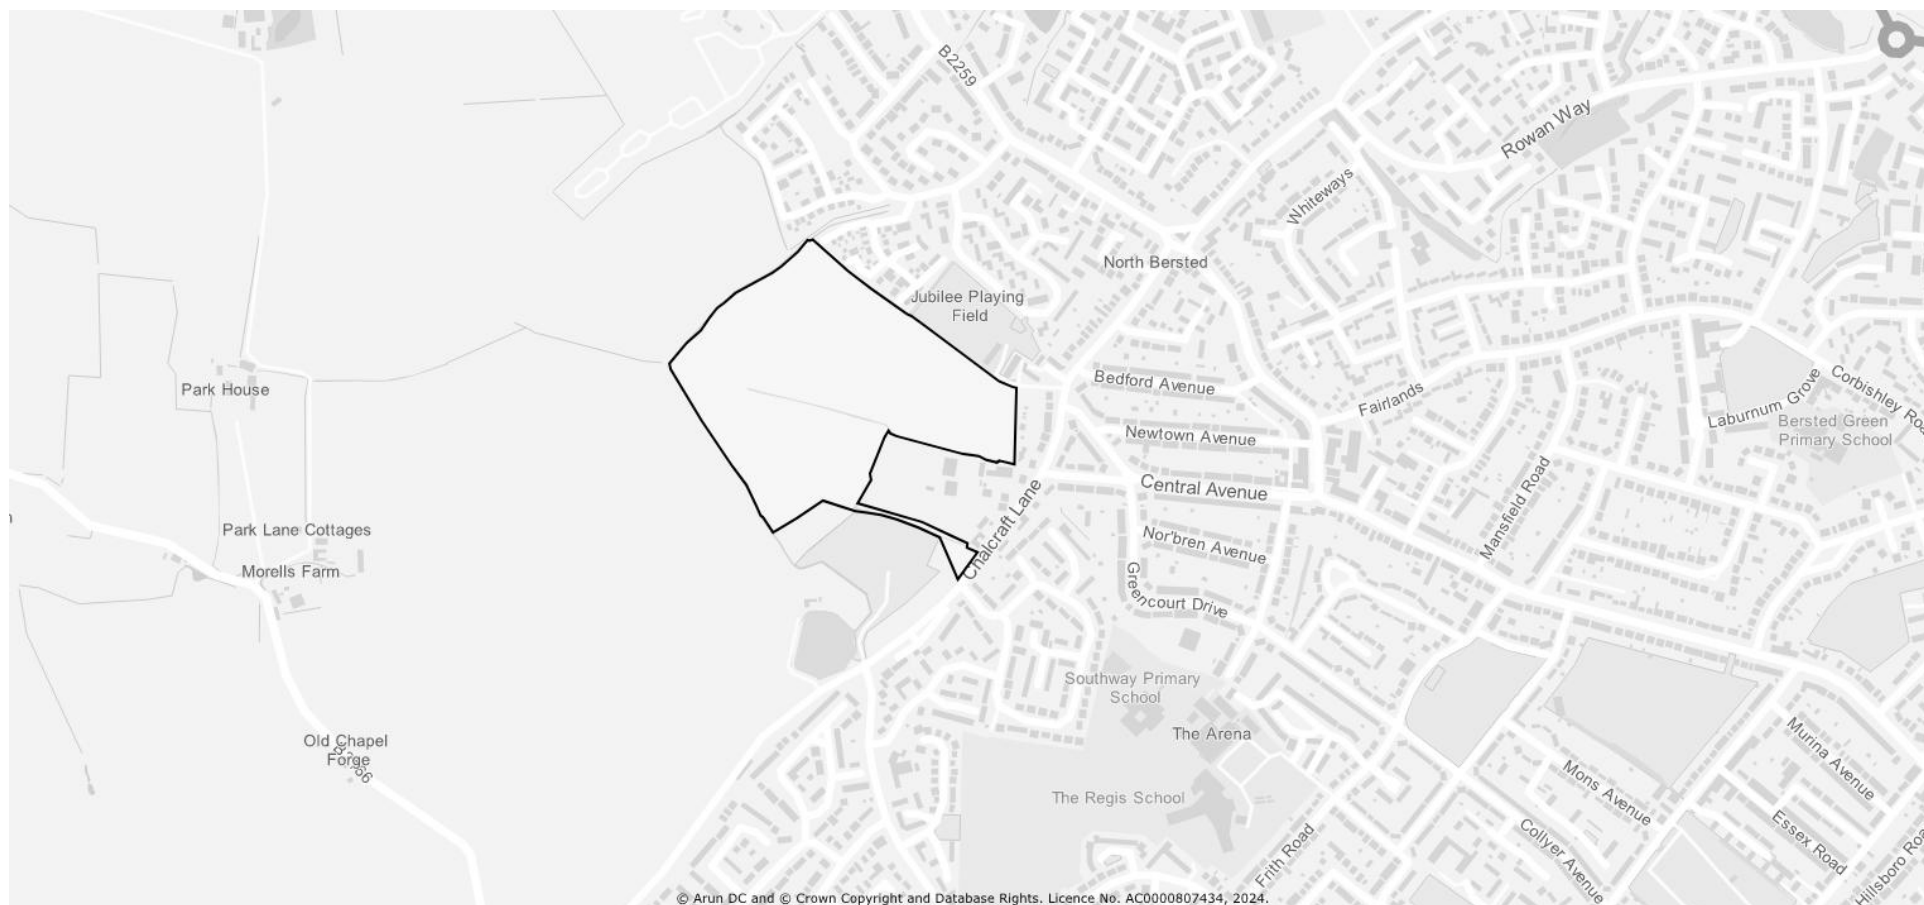 B2259
Rowan Way
Whiteways
North Bersted
Jubilee Playing
Field
Bedford Avenue
Fairlands
Corbishley
Laburnum Grove
Park House
Newtown Avenue
Bersted Green
Primary School
Central Avenue
Mansfield Road
Chalcraft Lane
Park Lane Cottages
Nor'bren Avenue
Morells Farm
Greencourt Drive
Southway Primary
School
The Arena
Old Chapel
Forge
Murina Avenue
Mons Avenue
The Regis School
Essex Road
Collyer Avenue
Frith Road
Hillsboro
© Arun DC and © Crown Copyright and Database Rights. Licence No. AC0000807434, 2024.